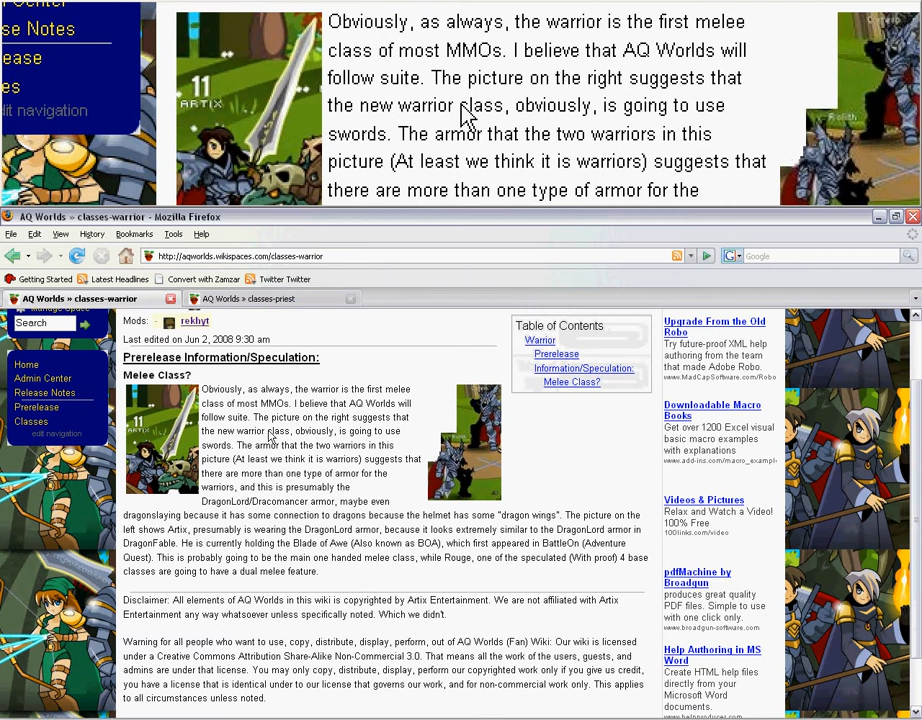 se Notes
ease
es
dit navigation
11
ARTIX
Obviously, as always, the warrior is the first melee
class of most MMOs. I believe that AQ Worlds will
follow suite. The picture on the right suggests that
the new warrior class, obviously, is going to use
swords. The armor that the two warriors in this
picture (At least we think it is warriors) suggests that
there are more than one type of armor for the
AQ Worlds » classes-warrior - Mozilla Firefox
File Edit View History Bookmarks Tools Help
http://aqworlds.wikispaces.com/classes-warrior
Google
Getting Started Latest Headlines Convert with Zamzar Twitter Twitter
AQ Worlds » classes-warrior AQ Worlds » classes-priest
Search
Home
Admin Center
Release Notes
Prerelease
Classes
edit navigation
Mods: rekhyt
Last edited on Jun 2, 2008 9:30 am
Prerelease Information/Speculation:
Melee Class?
11
Obviously, as always, the warrior is the first melee
class of most MMOs. I believe that AQ Worlds will
follow suite. The picture on the right suggests that
the new warrior class, obviously, is going to use
swords. The armor that the two warriors in this
picture (At least we think it is warriors) suggests that
there are more than one type of armor for the
warriors, and this is presumably the
DragonLord/Dracomancer armor, maybe even
dragonslaying because it has some connection to dragons because the helmet has some "dragon wings". The picture on the
left shows Artix, presumably is wearing the DragonLord armor, because it looks extremely similar to the DragonLord armor in
DragonFable. He is currently holding the Blade of Awe (Also known as BOA), which first appeared in BattleOn (Adventure
Quest). This is probably going to be the main one handed melee class, while Rouge, one of the speculated (With proof) 4 base
classes are going to have a dual melee feature.
Disclaimer: All elements of AQ Worlds in this wiki is copyrighted by Artix Entertainment. We are not affiliated with Artix
Entertainment any way whatsoever unless specifically noted. Which we didn't.
Warning for all people who want to use, copy, distribute, display, perform, out of AQ Worlds (Fan) Wiki: Our wiki is licensed
under a Creative Commons Attribution Share-Alike Non-Commercial 3.0. That means all the work of the users, guests, and
admins are under that license. You may only copy, distribute, display, perform our copyrighted work only if you give us credit,
you have a license that is identical under to our license that governs our work, and for non-commercial work only. This applies
to all circumstances unless noted.
Table of Contents
Warrior
Prerelease
Information/Speculation:
Melee Class?
Upgrade From the Old
Robo
Try future-proof XML help
authoring from the team
that made Adobe Robo.
www.MadCapSoftware.com/Robo
Downloadable Macro
Books
Get over 1200 Excel visual
basic macro examples
with explanations
www.add-ins.com/macro_exampl
Videos & Pictures
Relax and Watch a Video!
100% Free
100links.com/video
pdfMachine by
Broadgun
produces great quality
PDF files. Simple to use
with one click only.
www.broadgun-software.com
Help Authoring in MS
Word
Create HTML help files
directly from your
Microsoft Word
documents.